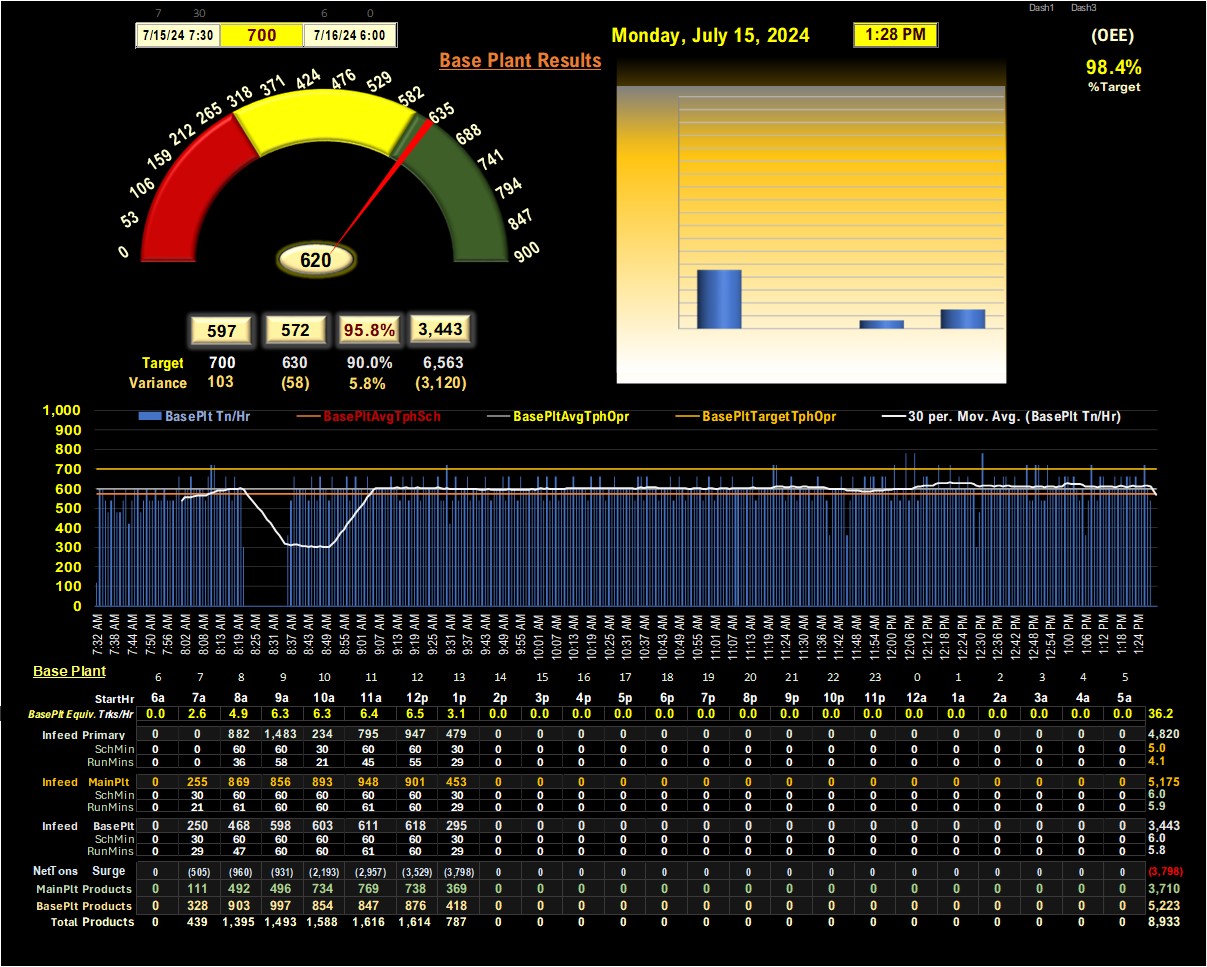 7 30 6 0 Dash1 Dash3
7/15/24 7:30 700 7/16/24 6:00 Monday, July 15, 2024 1:28 PM (OEE)
Base Plant Results 98.4%
%Target
0 53 106 159 212 265 318 371 424 476 529 582 635 688 741 794 847 900
620
597 572 95.8% 3,443
Target 700 630 90.0% 6,563
Variance 103 (58) 5.8% (3,120)
BasePlt Tn/Hr BasePltAvgTphSch BasePltAvgTphOpr BasePltTargetTphOpr 30 per. Mov. Avg. (BasePlt Tn/Hr)
1,000
900
800
700
600
500
400
300
200
100
0
7:32 AM 7:38 AM 7:44 AM 7:50 AM 7:56 AM 8:02 AM 8:08 AM 8:13 AM 8:19 AM 8:25 AM 8:31 AM 8:37 AM 8:43 AM 8:49 AM 8:55 AM 9:01 AM 9:07 AM 9:13 AM 9:19 AM 9:25 AM 9:31 AM 9:37 AM 9:43 AM 9:49 AM 9:55 AM 10:01 AM 10:07 AM 10:13 AM 10:19 AM 10:25 AM 10:31 AM 10:37 AM 10:43 AM 10:49 AM 10:55 AM 11:01 AM 11:07 AM 11:13 AM 11:19 AM 11:24 AM 11:30 AM 11:36 AM 11:42 AM 11:48 AM 11:54 AM 12:00 PM 12:06 PM 12:12 PM 12:18 PM 12:24 PM 12:30 PM 12:36 PM 12:42 PM 12:48 PM 12:54 PM 1:00 PM 1:06 PM 1:12 PM 1:18 PM 1:24 PM
Base Plant 6 7 8 9 10 11 12 13 14 15 16 17 18 19 20 21 22 23 0 1 2 3 4 5
StartHr 6a 7a 8a 9a 10a 11a 12p 1p 2p 3p 4p 5p 6p 7p 8p 9p 10p 11p 12a 1a 2a 3a 4a 5a
BasePlt Equiv. Trks/Hr 0.0 2.6 4.9 6.3 6.3 6.4 6.5 3.1 0.0 0.0 0.0 0.0 0.0 0.0 0.0 0.0 0.0 0.0 0.0 0.0 0.0 0.0 0.0 0.0 36.2
Infeed Primary 0 0 882 1,483 234 795 947 479 0 0 0 0 0 0 0 0 0 0 0 0 0 0 0 0 4,820
SchMin 0 0 60 60 30 60 60 30 0 0 0 0 0 0 0 0 0 0 0 0 0 0 0 0 5.0
RunMins 0 0 36 58 21 45 55 29 0 0 0 0 0 0 0 0 0 0 0 0 0 0 0 0 4.1
Infeed MainPlt 0 255 869 856 893 948 901 453 0 0 0 0 0 0 0 0 0 0 0 0 0 0 0 0 5,175
SchMin 0 30 60 60 60 60 60 30 0 0 0 0 0 0 0 0 0 0 0 0 0 0 0 0 6.0
RunMins 0 21 61 60 60 61 60 29 0 0 0 0 0 0 0 0 0 0 0 0 0 0 0 0 5.9
Infeed BasePlt 0 250 468 598 603 611 618 295 0 0 0 0 0 0 0 0 0 0 0 0 0 0 0 0 3,443
SchMin 0 30 60 60 60 60 60 30 0 0 0 0 0 0 0 0 0 0 0 0 0 0 0 0 6.0
RunMins 0 29 47 60 60 61 60 29 0 0 0 0 0 0 0 0 0 0 0 0 0 0 0 0 5.8
NetTons Surge 0 (505) (960) (931) (2,193) (2,957) (3,529) (3,798) 0 0 0 0 0 0 0 0 0 0 0 0 0 0 0 0 (3,798)
MainPlt Products 0 111 492 496 734 769 738 369 0 0 0 0 0 0 0 0 0 0 0 0 0 0 0 0 3,710
BasePlt Products 0 328 903 997 854 847 876 418 0 0 0 0 0 0 0 0 0 0 0 0 0 0 0 0 5,223
Total Products 0 439 1,395 1,493 1,588 1,616 1,614 787 0 0 0 0 0 0 0 0 0 0 0 0 0 0 0 0 8,933